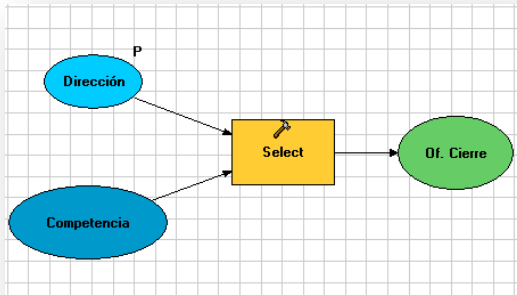 P
Dirección
Select
Of. Cierre
Competencia